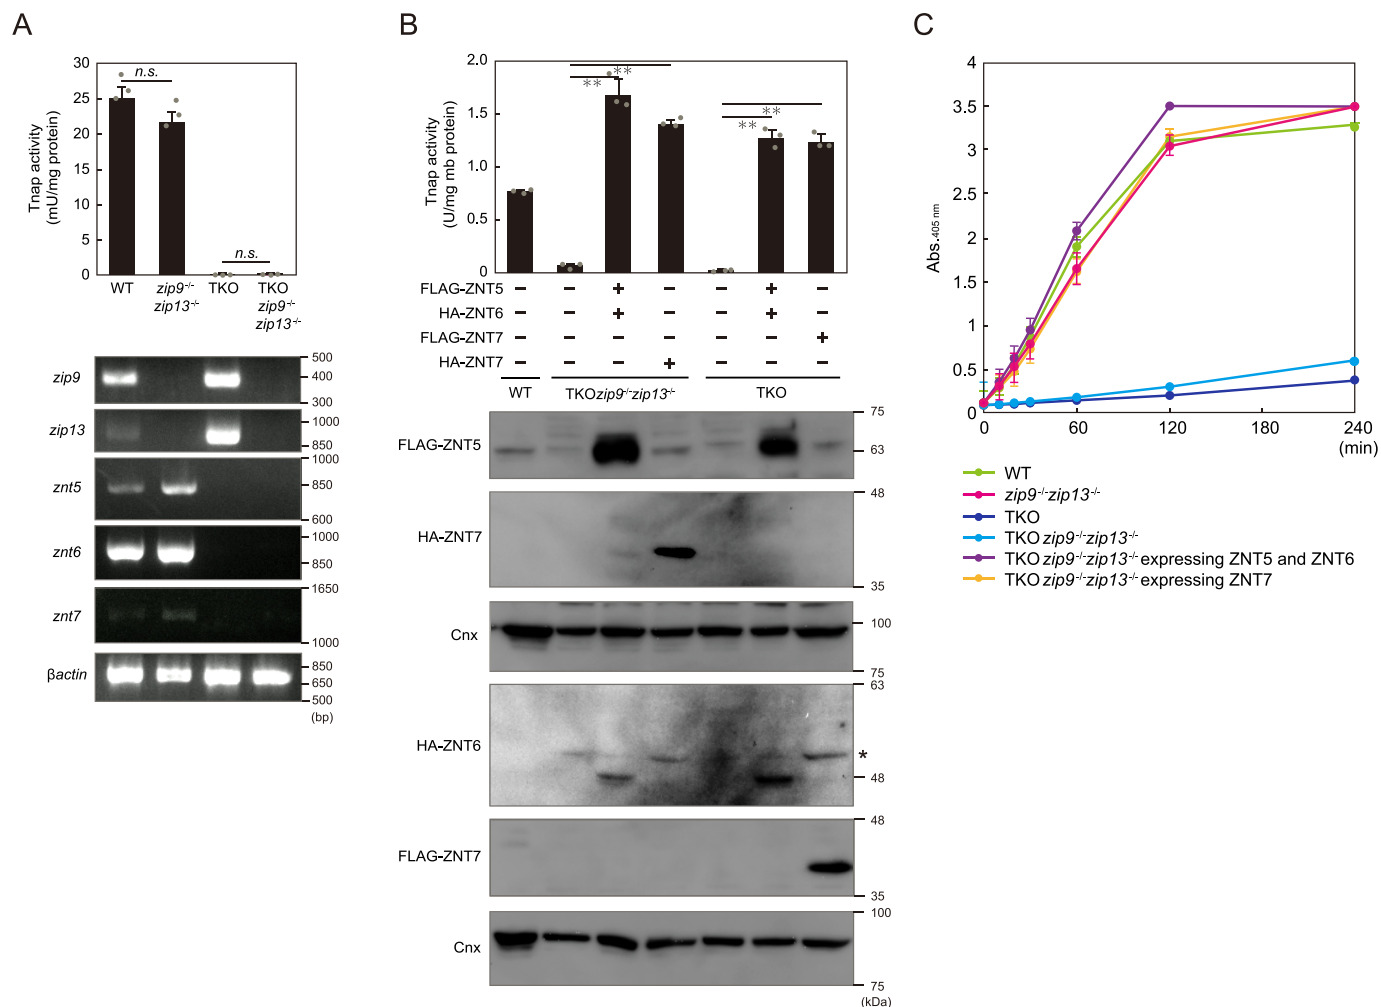 A
Tnap activity
(mU/mg protein)
30
25
20
15
10
5
0
n.s.
n.s.
WT
zip9-/-
zip13-/-
TKO
TKO
zip9-/-
zip13-/-
zip9
500
400
300
zip13
1000
850
znt5
1000
850
600
znt6
1000
850
znt7
1650
1000
βactin
850
650
500
(bp)
B
Tnap activity
(U/mg mb protein)
2.0
1.5
1.0
0.5
0
**
**
**
**
FLAG-ZNT5 − − + − − + −
HA-ZNT6 − − + − − + −
FLAG-ZNT7 − − − − − − +
HA-ZNT7 − − − + − − −
WT
TKOzip9-/-zip13-/-
TKO
FLAG-ZNT5
75
63
HA-ZNT7
48
35
Cnx
100
75
HA-ZNT6
63
*
48
FLAG-ZNT7
48
35
Cnx
100
75
(kDa)
C
Abs.405 nm
4
3.5
3
2.5
2
1.5
1
0.5
0
0 60 120 180 240
(min)
WT
zip9-/-zip13-/-
TKO
TKO zip9-/-zip13-/-
TKO zip9-/-zip13-/- expressing ZNT5 and ZNT6
TKO zip9-/-zip13-/- expressing ZNT7